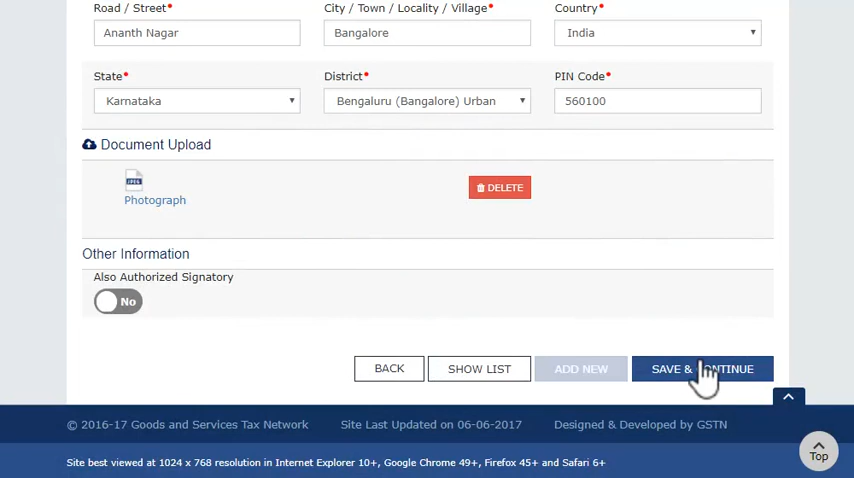 Road / Street* City / Town / Locality / Village* Country*
Ananth Nagar Bangalore India
State* District* PIN Code*
Karnataka Bengaluru (Bangalore) Urban 560100
Document Upload
JPEG
Photograph DELETE
Other Information
Also Authorized Signatory
No
BACK SHOW LIST ADD NEW SAVE & CONTINUE
© 2016-17 Goods and Services Tax Network Site Last Updated on 06-06-2017 Designed & Developed by GSTN
Top
Site best viewed at 1024 x 768 resolution in Internet Explorer 10+, Google Chrome 49+, Firefox 45+ and Safari 6+